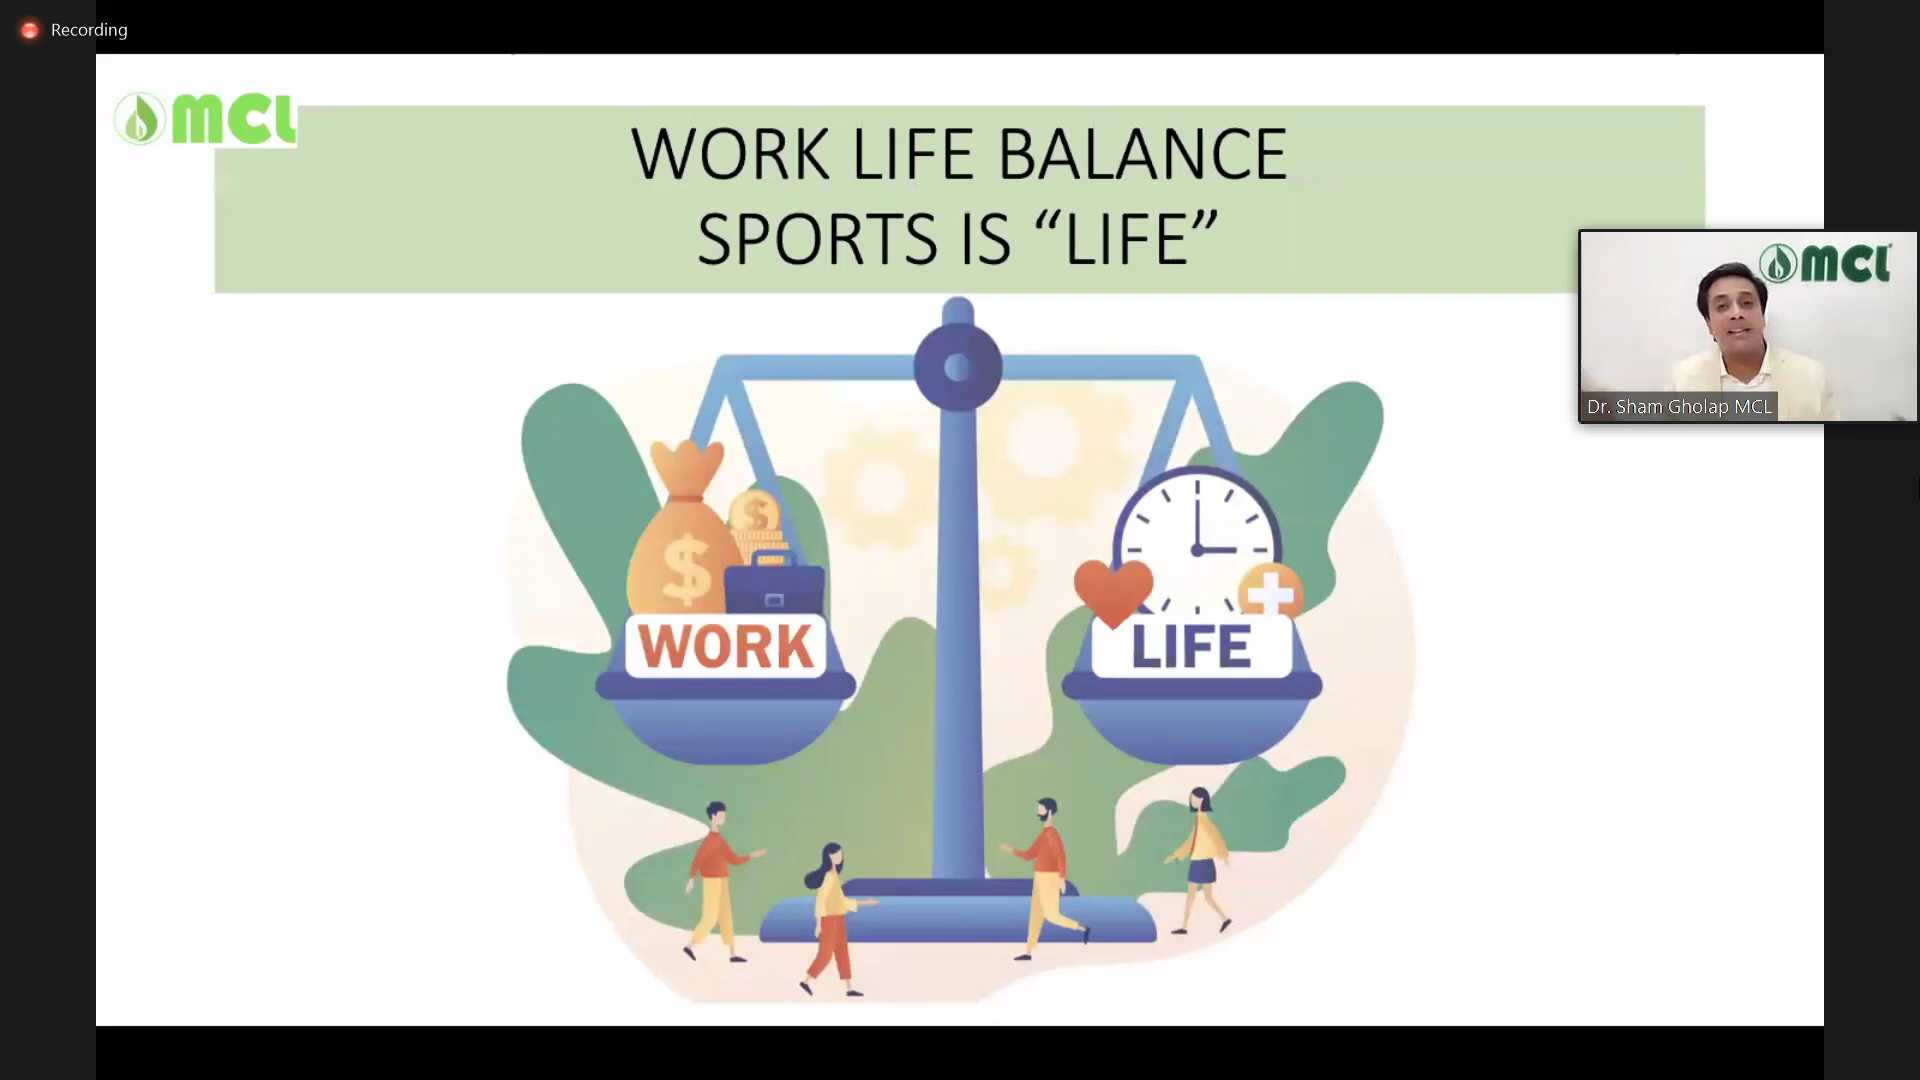 Recording
MCL
WORK LIFE BALANCE
SPORTS IS “LIFE”
MCL
Dr. Sham Gholap MCL
$
$
WORK
LIFE